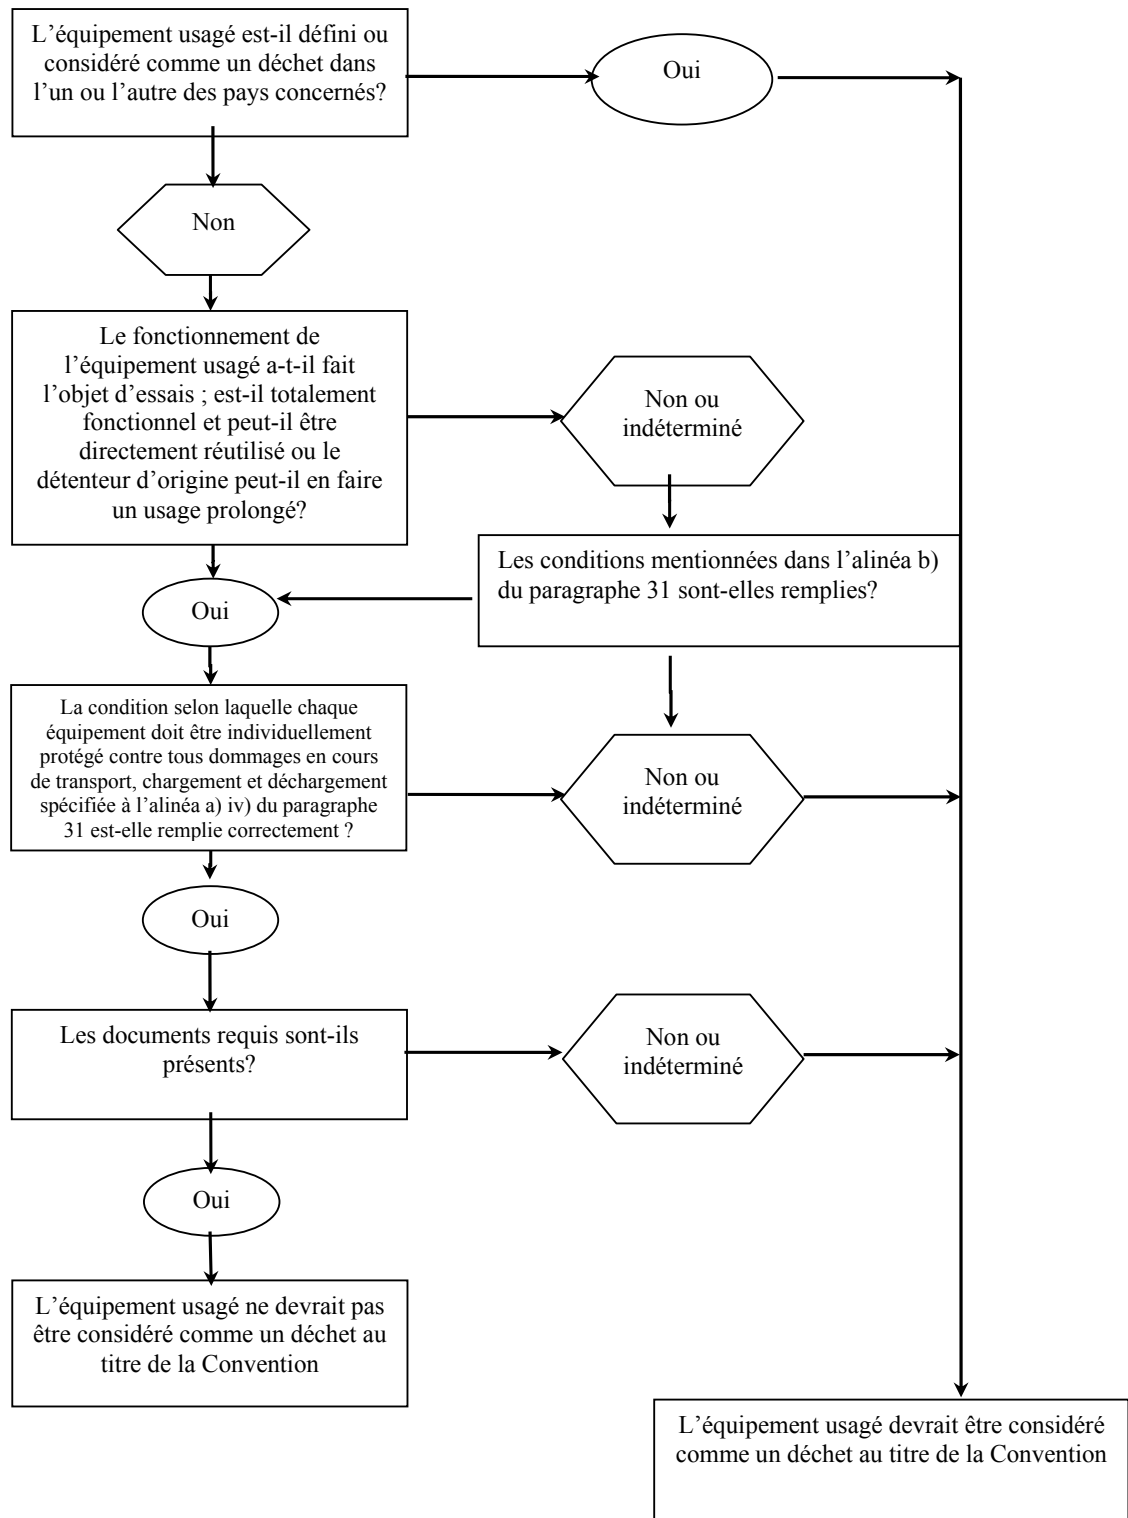 L’équipement usagé est-il défini ou
considéré comme un déchet dans
l’un ou l’autre des pays concernés?
Oui
Non
Le fonctionnement de
l’équipement usagé a-t-il fait
l’objet d’essais ; est-il totalement
fonctionnel et peut-il être
directement réutilisé ou le
détenteur d’origine peut-il en faire
un usage prolongé?
Non ou
indéterminé
Les conditions mentionnées dans l’alinéa b)
du paragraphe 31 sont-elles remplies?
Oui
La condition selon laquelle chaque
équipement doit être individuellement
protégé contre tous dommages en cours
de transport, chargement et déchargement
spécifiée à l’alinéa a) iv) du paragraphe
31 est-elle remplie correctement ?
Non ou
indéterminé
Oui
Les documents requis sont-ils
présents?
Non ou
indéterminé
Oui
L’équipement usagé ne devrait pas
être considéré comme un déchet au
titre de la Convention
L’équipement usagé devrait être considéré
comme un déchet au titre de la Convention